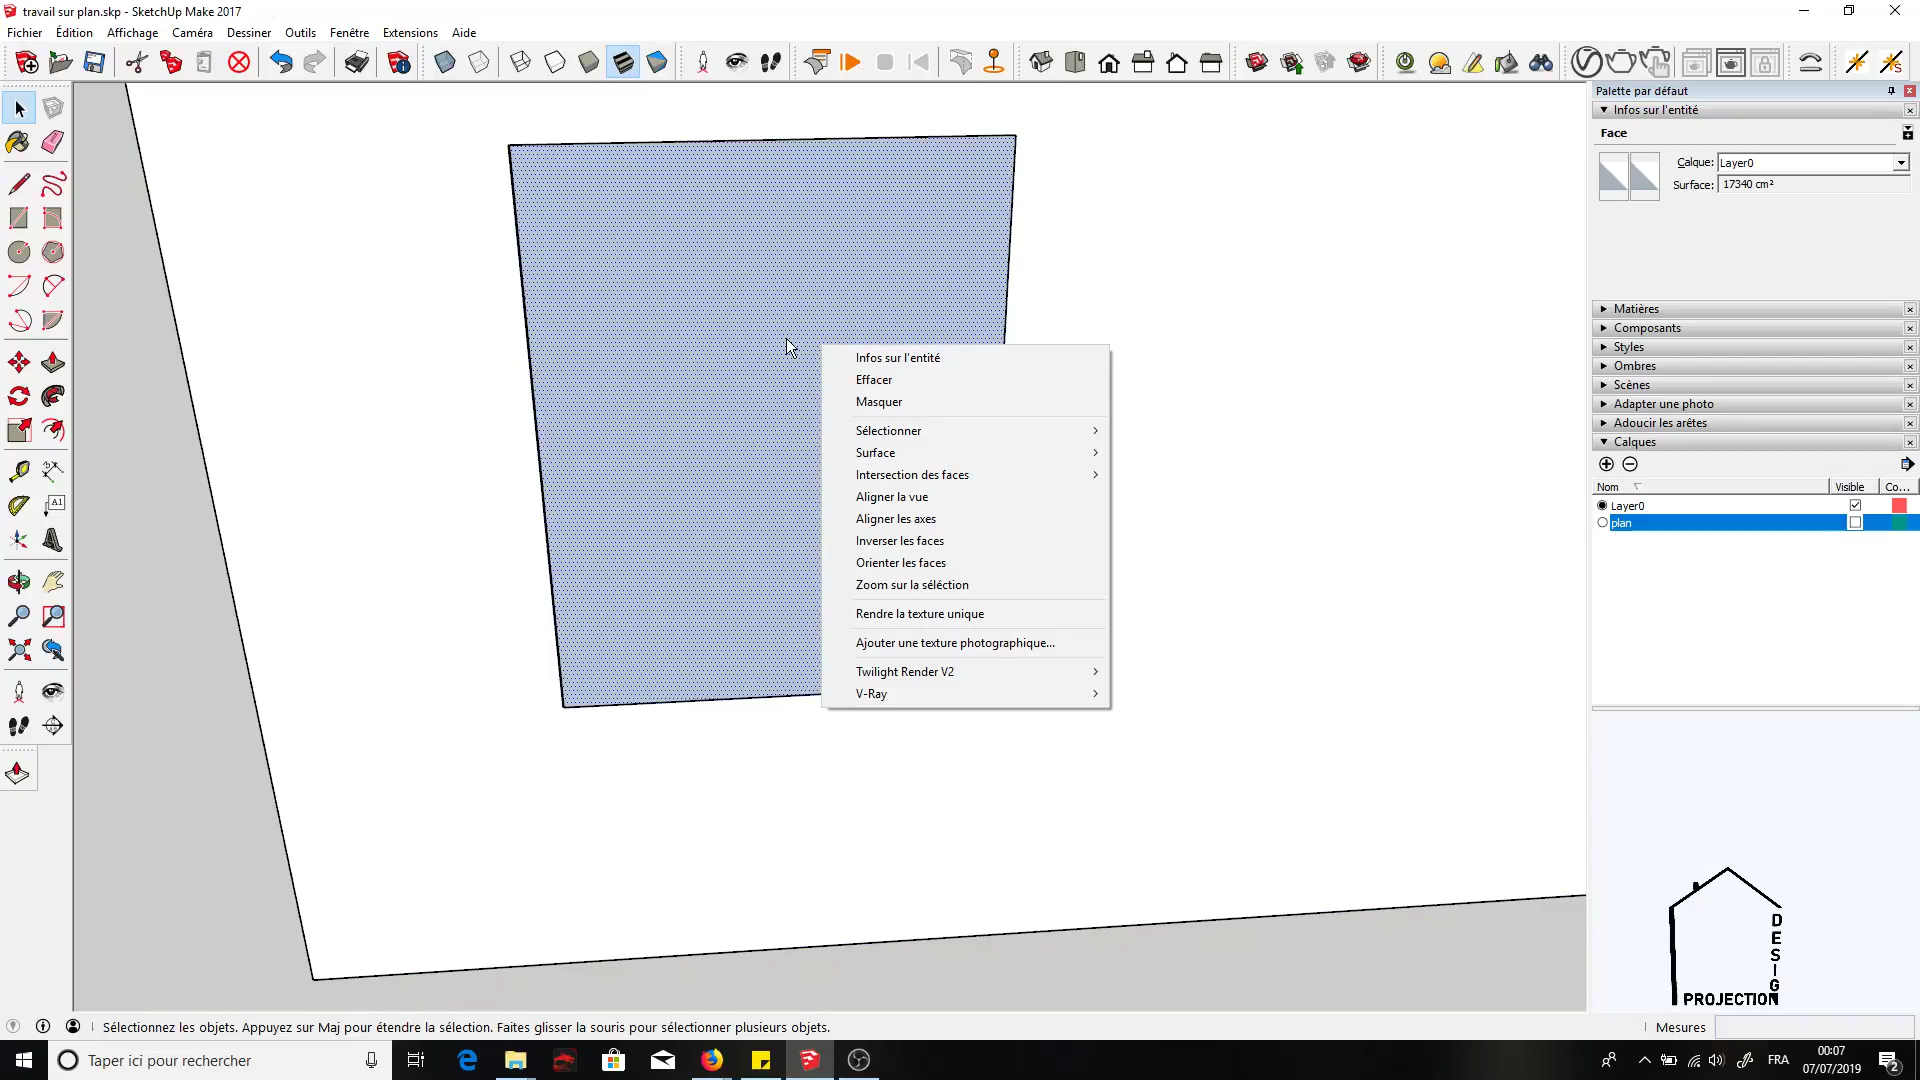 travail sur plan.skp - SketchUp Make 2017
Fichier Édition Affichage Caméra Dessiner Outils Fenêtre Extensions Aide
Palette par défaut
Infos sur l'entité
Face
Calque: Layer0
Surface: 17340 cm²
Infos sur l'entité
Effacer
Masquer
Sélectionner
Surface
Intersection des faces
Aligner la vue
Aligner les axes
Inverser les faces
Orienter les faces
Zoom sur la séléction
Rendre la texture unique
Ajouter une texture photographique...
Twilight Render V2
V-Ray
Matières
Composants
Styles
Ombres
Scènes
Adapter une photo
Adoucir les arêtes
Calques
Nom Visible Co...
Layer0
plan
DESIGN
PROJECTION
Sélectionnez les objets. Appuyez sur Maj pour étendre la sélection. Faites glisser la souris pour sélectionner plusieurs objets.
Mesures
Taper ici pour rechercher
FRA
00:07
07/07/2019
2